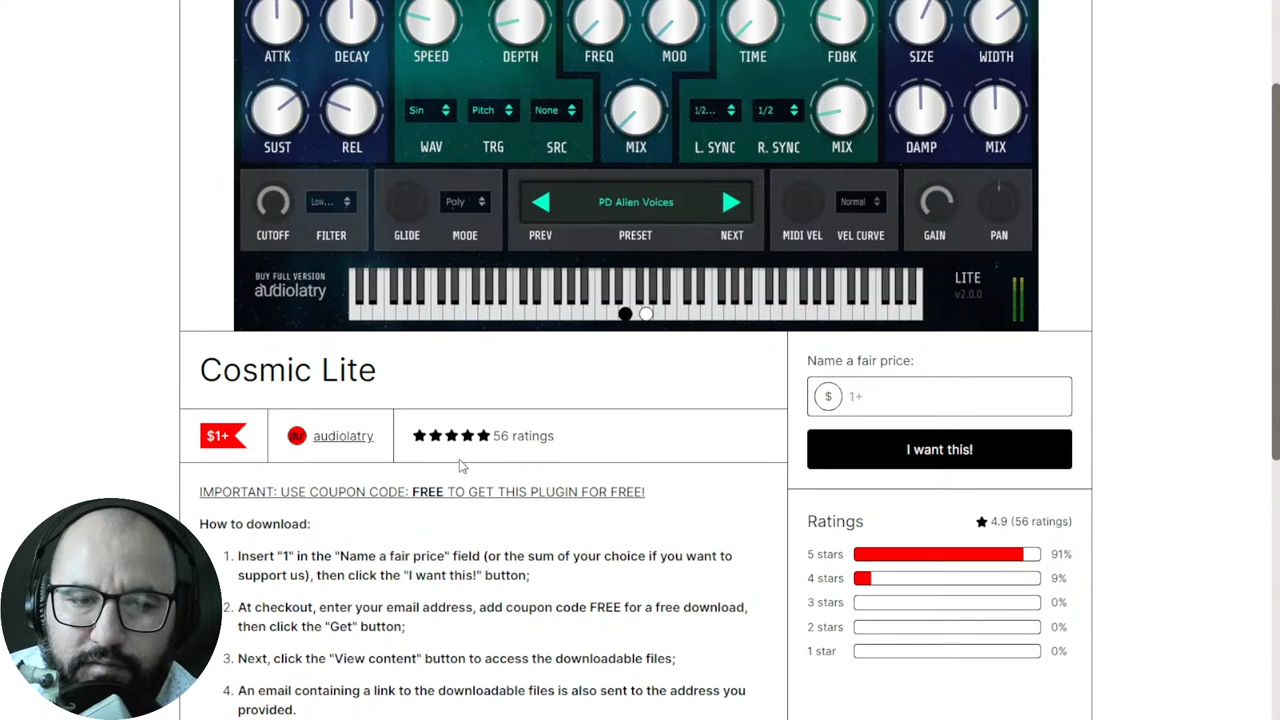 ATTK DECAY SPEED DEPTH FREQ MOD TIME FDBK SIZE WIDTH
Sin Pitch None 1/2... 1/2
SUST REL WAV TRG SRC MIX L. SYNC R. SYNC MIX DAMP MIX
Low... Poly PD Alien Voices Normal
CUTOFF FILTER GLIDE MODE PREV PRESET NEXT MIDI VEL VEL CURVE GAIN PAN
BUY FULL VERSION
audiolatry
LITE
v2.0.0
Cosmic Lite
$1+ audiolatry 56 ratings
IMPORTANT: USE COUPON CODE: FREE TO GET THIS PLUGIN FOR FREE!
How to download:
1. Insert "1" in the "Name a fair price" field (or the sum of your choice if you want to
support us), then click the "I want this!" button;
2. At checkout, enter your email address, add coupon code FREE for a free download,
then click the "Get" button;
3. Next, click the "View content" button to access the downloadable files;
4. An email containing a link to the downloadable files is also sent to the address you
provided.
Name a fair price:
$ 1+
I want this!
Ratings 4.9 (56 ratings)
5 stars 91%
4 stars 9%
3 stars 0%
2 stars 0%
1 star 0%